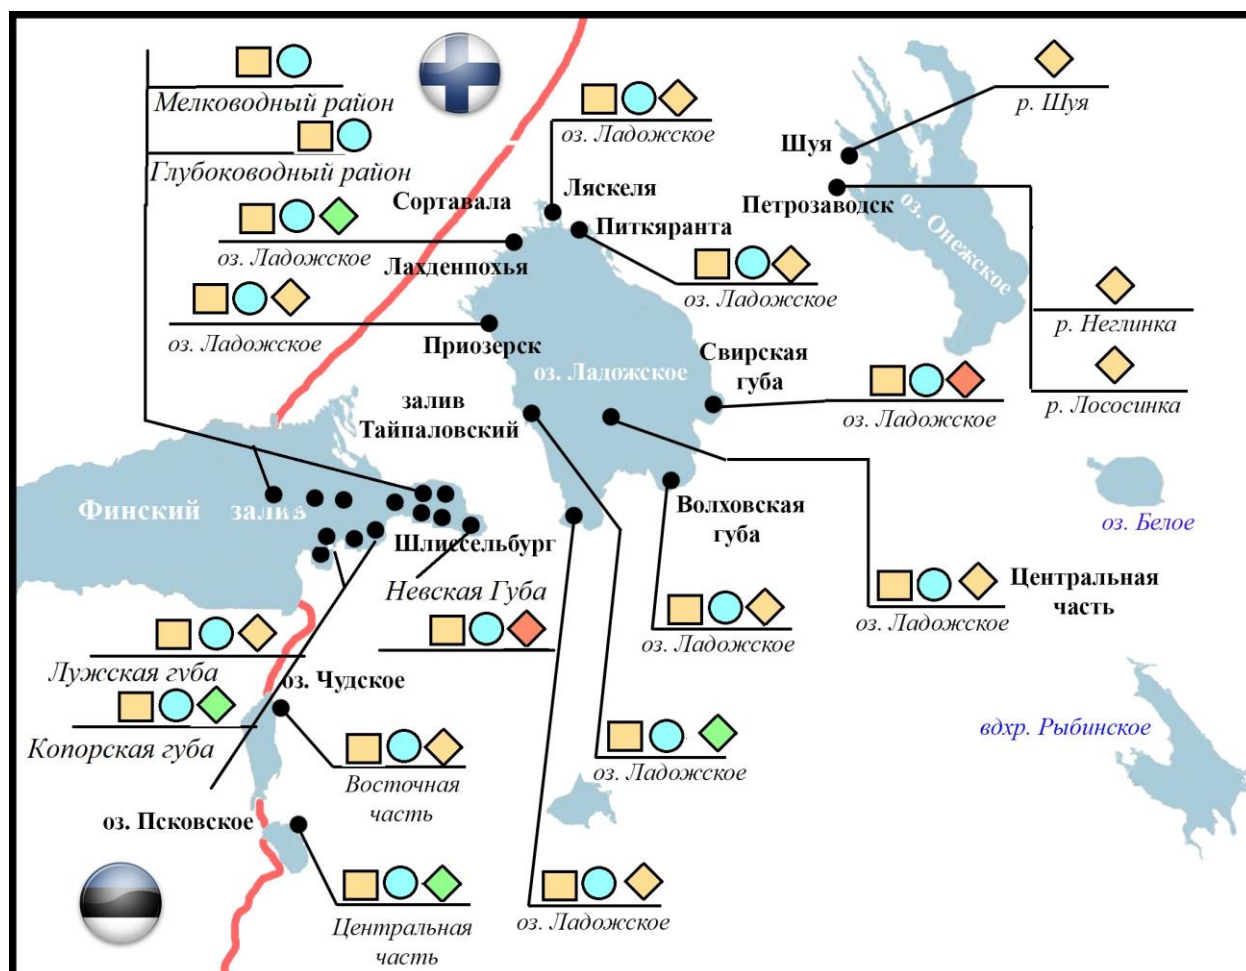 Мелководный район
Глубоководный район
оз. Ладожское
р. Шуя
Шуя
Петрозаводск
оз. Онежское
Сортавала
Ляскеля
Питкяранта
оз. Ладожское
Лахденпохья
оз. Ладожское
р. Неглинка
оз. Ладожское
Приозерск
оз. Ладожское
Свирская
губа
оз. Ладожское
р. Лососинка
залив
Тайпаловский
Финский залив
Шлиссельбург
Волховская
губа
оз. Белое
Невская Губа
Центральная
часть
оз. Ладожское
оз. Ладожское
Лужская губа
оз. Чудское
Копорская губа
вдхр. Рыбинское
Восточная
часть
оз. Ладожское
оз. Псковское
Центральная
часть
оз. Ладожское